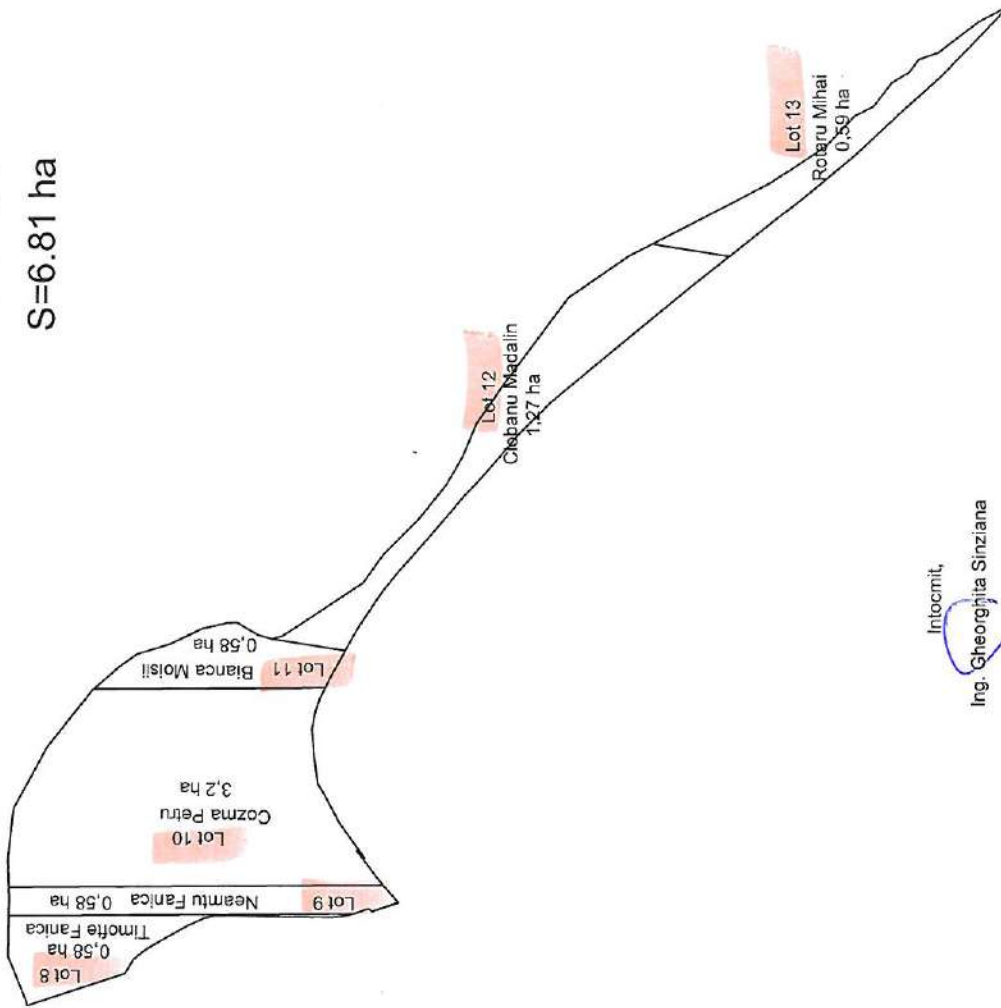 S=6.81 ha
Lot 8
0,58 ha
Timofte Fanica
Lot 9
Neamtu Fanica
0,58 ha
Lot 10
Cozma Petru
3,2 ha
Lot 11
Bianca Moisii
0,58 ha
Lot 12
Ciobanu Madalin
1,27 ha
Lot 13
Rotaru Mihai
0,59 ha
Intocmit,
Ing. Gheorghita Sinziana